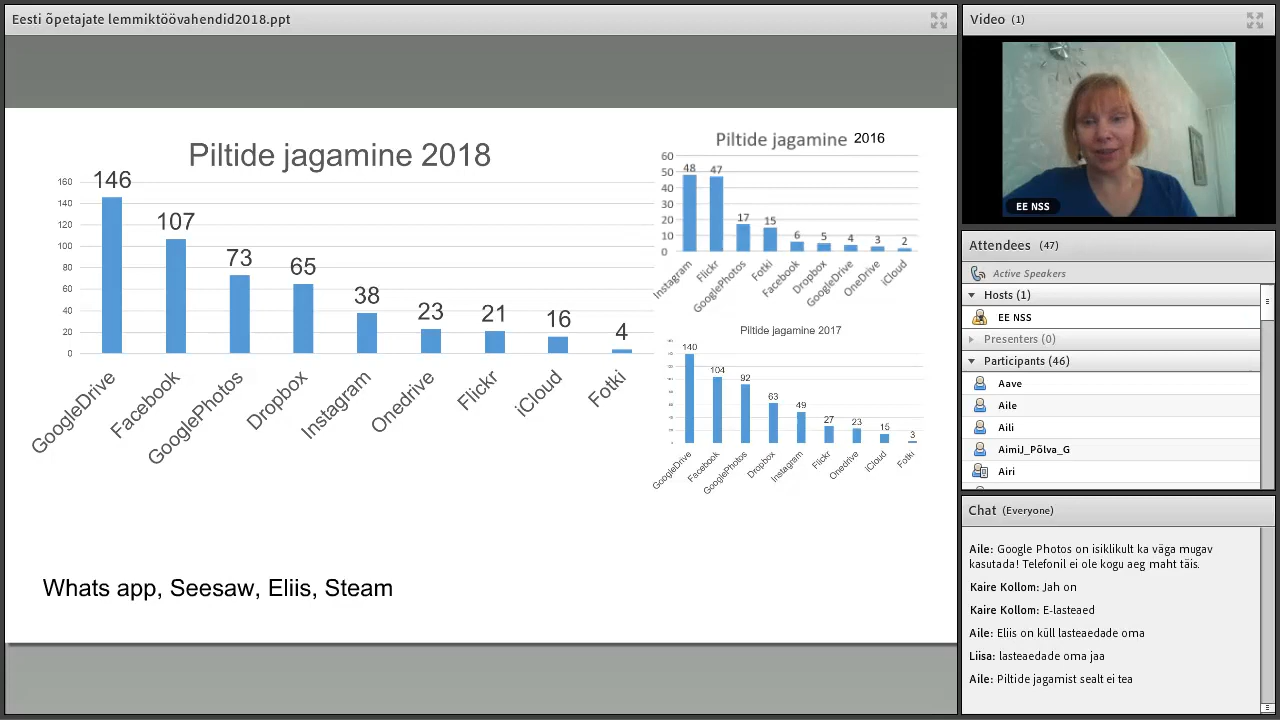 Eesti õpetajate lemmiktöövahendid2018.ppt
Piltide jagamine 2018
160
140
120
100
80
60
40
20
0
146
107
73
65
38
23
21
16
4
GoogleDrive
Facebook
GooglePhotos
Dropbox
Instagram
Onedrive
Flickr
iCloud
Fotki
Piltide jagamine 2016
60
50
40
30
20
10
0
48
47
17
15
6
5
4
3
2
Instagram
Flickr
GooglePhotos
Fotki
Facebook
Dropbox
GoogleDrive
OneDrive
iCloud
Piltide jagamine 2017
140
104
92
63
49
27
23
15
3
GoogleDrive
Facebook
GooglePhotos
Dropbox
Instagram
Flickr
Onedrive
iCloud
Fotki
Whats app, Seesaw, Eliis, Steam
Video (1)
EE NSS
Attendees (47)
Active Speakers
Hosts (1)
EE NSS
Presenters (0)
Participants (46)
Aave
Aile
Aili
AimiJ_Põlva_G
Airi
Chat (Everyone)
Aile: Google Photos on isiklikult ka väga mugav
kasutada! Telefonil ei ole kogu aeg maht täis.
Kaire Kollom: Jah on
Kaire Kollom: E-lasteaed
Aile: Eliis on küll lasteaedade oma
Liisa: lasteaedade oma jaa
Aile: Piltide jagamist sealt ei tea